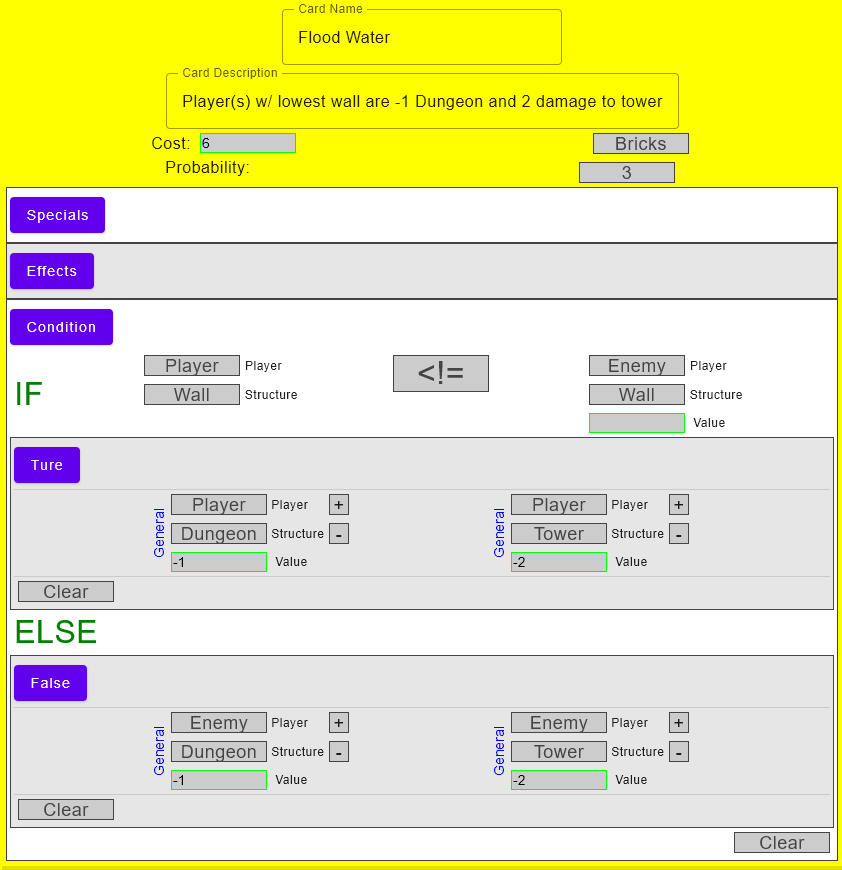 Card Name
Flood Water
Card Description
Player(s) w/ lowest wall are -1 Dungeon and 2 damage to tower
Cost: 6 Bricks
Probability: 3
Specials
Effects
Condition
IF
Player Player <!= Enemy Player
Wall Structure Wall Structure
Value
Ture
General Player Player + General Player Player +
Dungeon Structure - Tower Structure -
-1 Value -2 Value
Clear
ELSE
False
General Enemy Player + General Enemy Player +
Dungeon Structure - Tower Structure -
-1 Value -2 Value
Clear
Clear